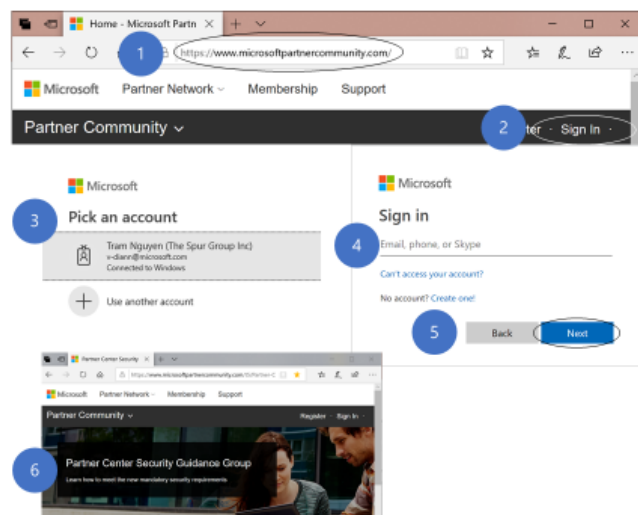 Home - Microsoft Partn
1
https://www.microsoftpartnercommunity.com/
Microsoft Partner Network Membership Support
Partner Community
2
ter · Sign In ·
Microsoft
3
Pick an account
Tram Nguyen (The Spur Group Inc)
v-diann@microsoft.com
Connected to Windows
Use another account
Microsoft
Sign in
4
Email, phone, or Skype
Can't access your account?
No account? Create one!
5
Back Next
Partner Center Security
Microsoft Partner Network Membership Support
Partner Community Register · Sign In ·
6
Partner Center Security Guidance Group
Learn how to meet the new mandatory security requirements